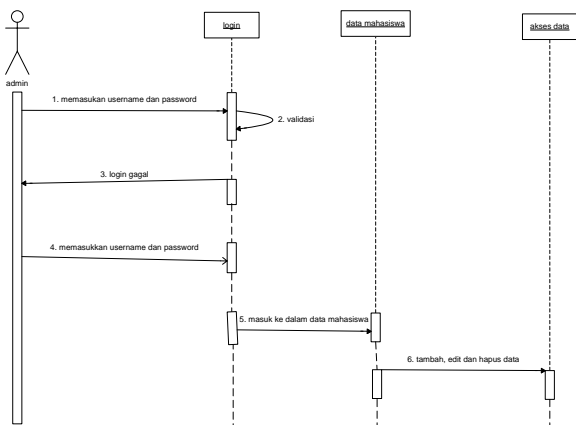 login
data mahasiswa
akses data
admin
1. memasukan username dan password
2. validasi
3. login gagal
4. memasukkan username dan password
5. masuk ke dalam data mahasiswa
6. tambah, edit dan hapus data